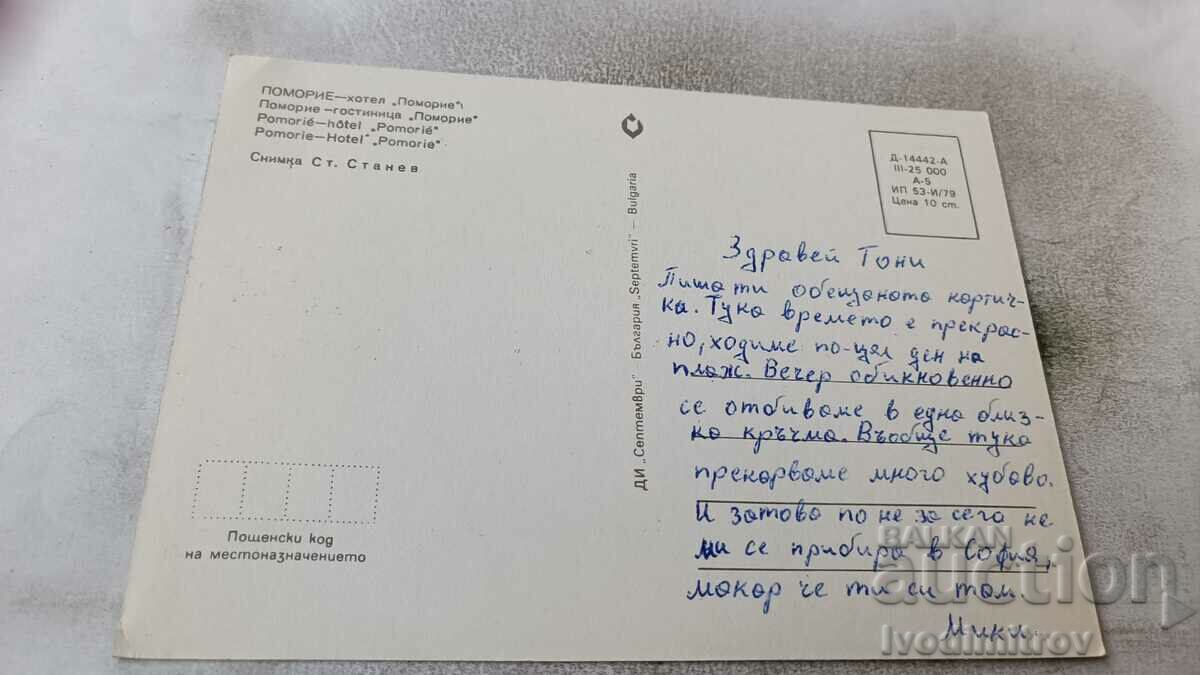 ПОМОРИЕ—хотел „Поморие"
Поморие—гостиница „Поморие"
Pomorié—hôtel „Pomorié"
Pomorie—Hotel „Pomorie"
Снимка Ст. Станев
ДИ „Септември" България „Septemvri" — Bulgaria
Д-14442-А
III-25 000
А-5
ИП 53-И/79
Цена 10 ст.
Здравей Тони
Пиша ти обещаната картич-
ка. Тука времето е прекрас-
но, ходиме по-цял ден на
плаж. Вечер обикновенно
се отбиваме в една близ-
ка кръчма. Въобще тука
прекарваме много хубаво.
И затова по не за сега не
ми се прибира в София,
макар че ти си там.
Мики
Пощенски код
на местоназначението
BALKAN
auction
Ivodimitrov